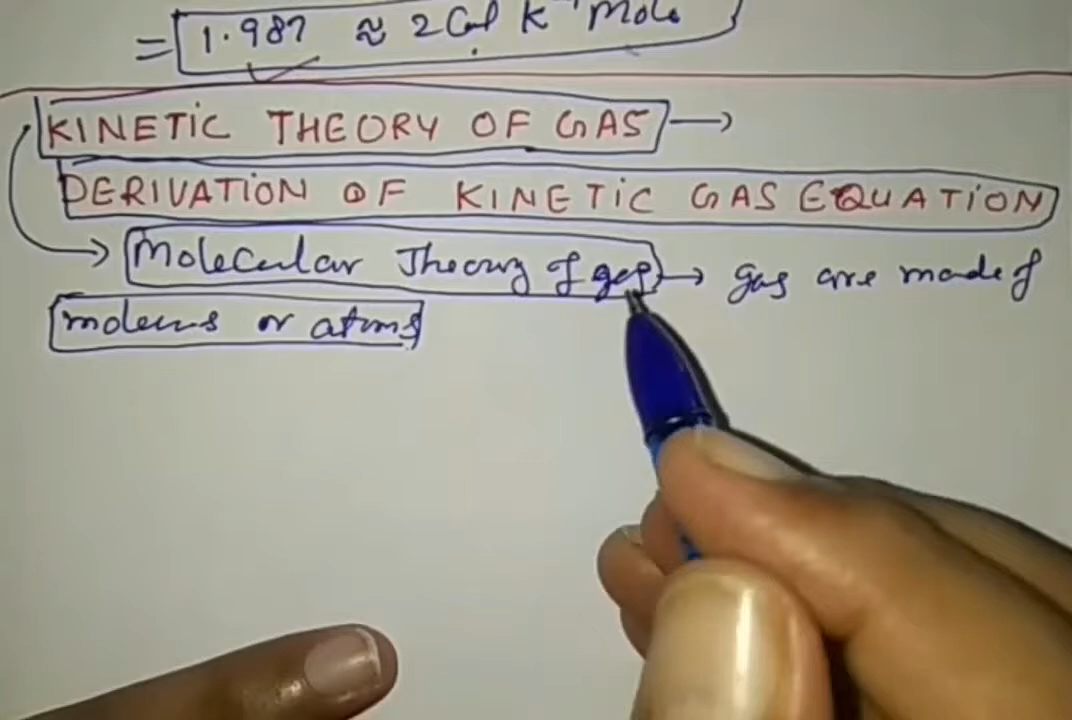 = 1.987 ≈ 2 Cal K⁻¹ Mole
KINETIC THEORY OF GAS →
DERIVATION OF KINETIC GAS EQUATION
→ Molecular Theory of gas → gas are made of
or atoms